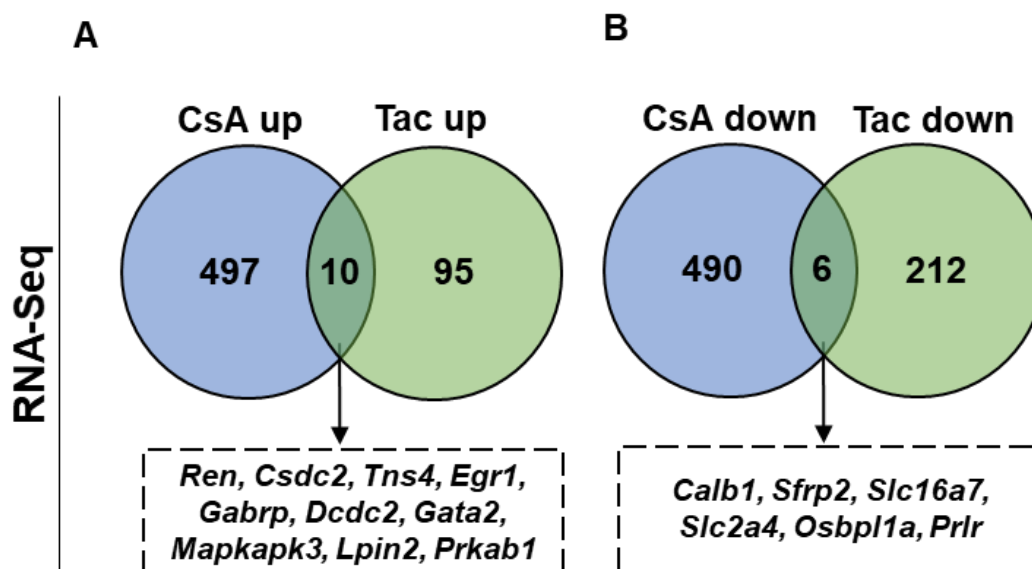 A
B
CsA up
Tac up
CsA down
Tac down
RNA-Seq
497
10
95
490
6
212
Ren, Csdc2, Tns4, Egr1,
Gabrp, Dcdc2, Gata2,
Mapkapk3, Lpin2, Prkab1
Calb1, Sfrp2, Slc16a7,
Slc2a4, Osbpl1a, Prlr